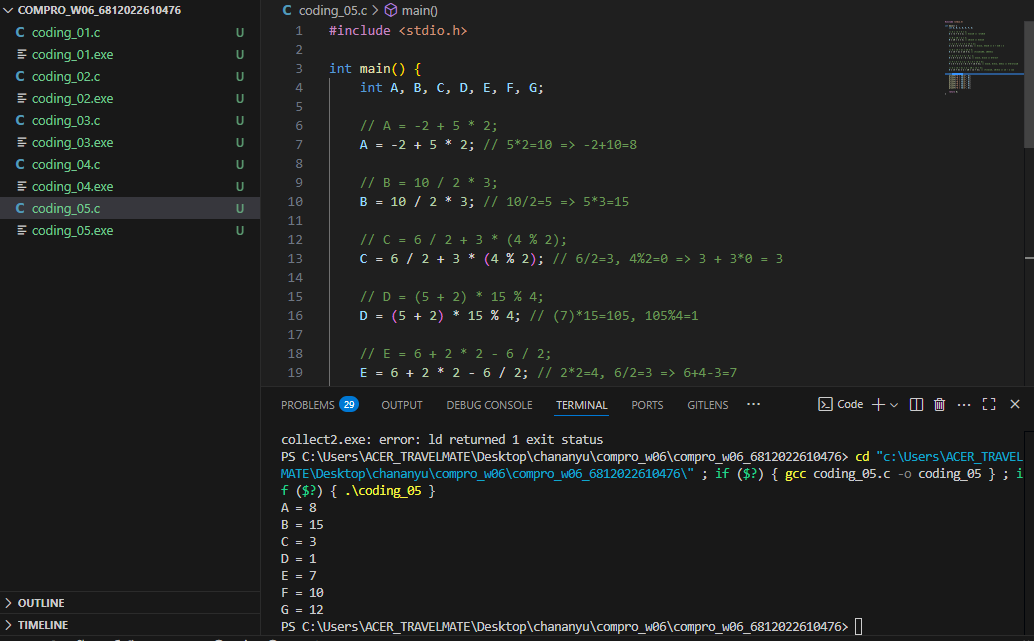 COMPRO_W06_6812022610476
coding_01.c U
coding_01.exe U
coding_02.c U
coding_02.exe U
coding_03.c U
coding_03.exe U
coding_04.c U
coding_04.exe U
coding_05.c U
coding_05.exe U
OUTLINE
TIMELINE
C coding_05.c > main()
1 #include <stdio.h>
2
3 int main() {
4 int A, B, C, D, E, F, G;
5
6 // A = -2 + 5 * 2;
7 A = -2 + 5 * 2; // 5*2=10 => -2+10=8
8
9 // B = 10 / 2 * 3;
10 B = 10 / 2 * 3; // 10/2=5 => 5*3=15
11
12 // C = 6 / 2 + 3 * (4 % 2);
13 C = 6 / 2 + 3 * (4 % 2); // 6/2=3, 4%2=0 => 3 + 3*0 = 3
14
15 // D = (5 + 2) * 15 % 4;
16 D = (5 + 2) * 15 % 4; // (7)*15=105, 105%4=1
17
18 // E = 6 + 2 * 2 - 6 / 2;
19 E = 6 + 2 * 2 - 6 / 2; // 2*2=4, 6/2=3 => 6+4-3=7
PROBLEMS 29 OUTPUT DEBUG CONSOLE TERMINAL PORTS GITLENS ··· Code
collect2.exe: error: ld returned 1 exit status
PS C:\Users\ACER_TRAVELMATE\Desktop\chananyu\compro_w06\compro_w06_6812022610476> cd "c:\Users\ACER_TRAVEL
MATE\Desktop\chananyu\compro_w06\compro_w06_6812022610476\" ; if ($?) { gcc coding_05.c -o coding_05 } ; i
f ($?) { .\coding_05 }
A = 8
B = 15
C = 3
D = 1
E = 7
F = 10
G = 12
PS C:\Users\ACER_TRAVELMATE\Desktop\chananyu\compro_w06\compro_w06_6812022610476>